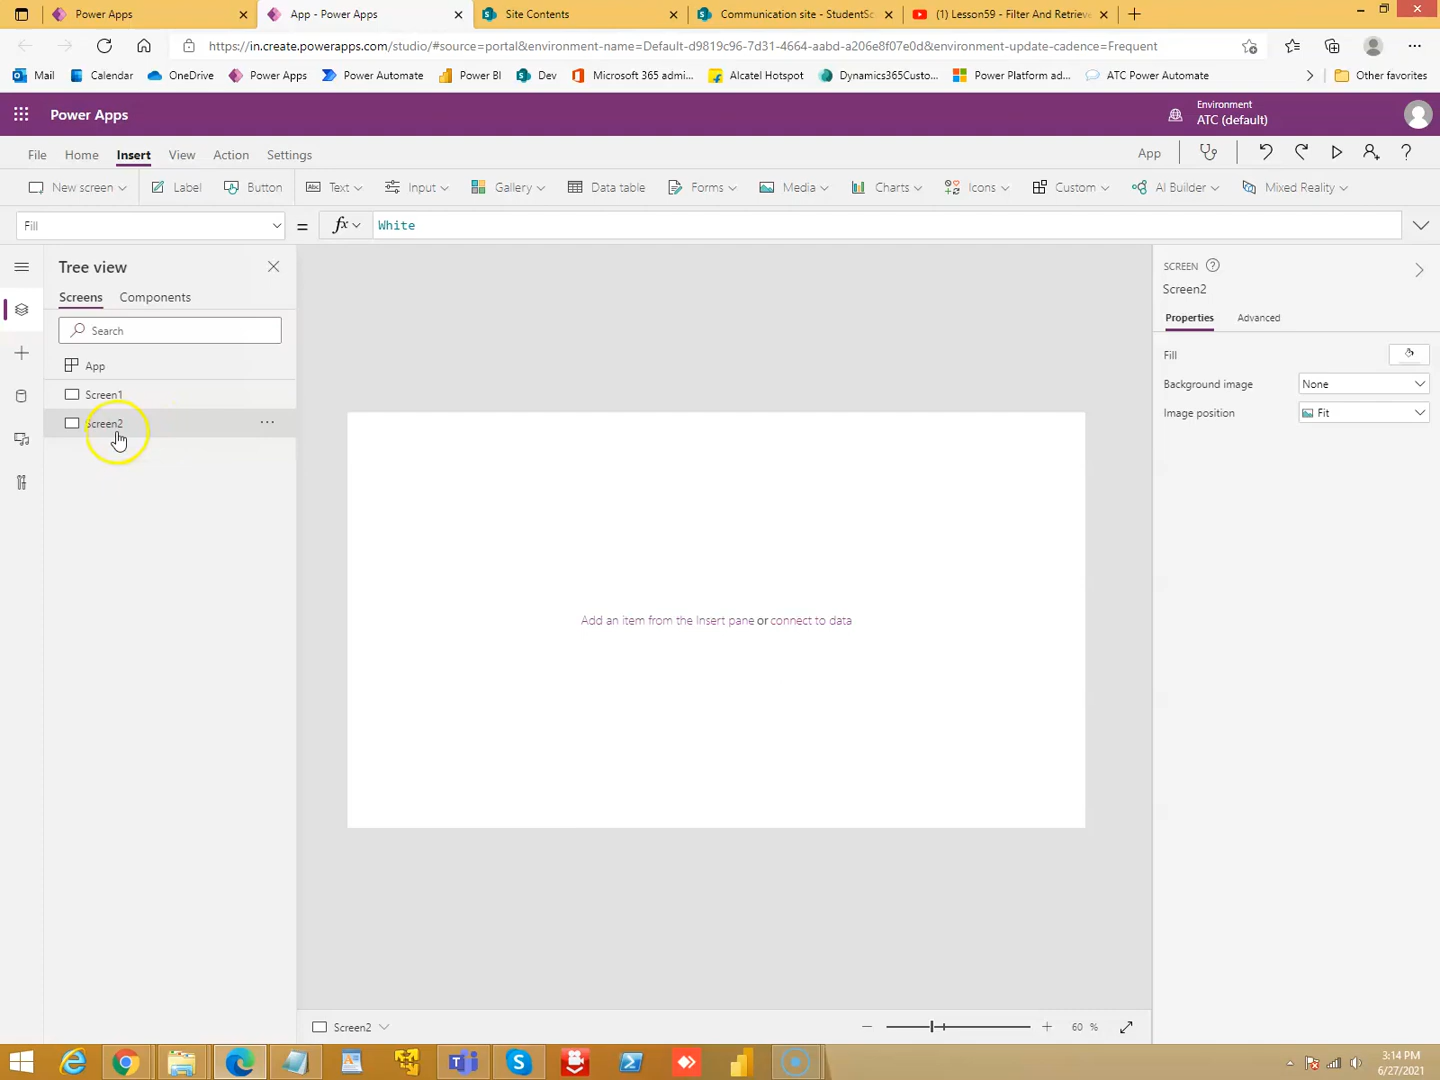 Power Apps
App - Power Apps
Site Contents
Communication site - StudentSc
(1) Lesson59 - Filter And Retrieve
https://in.create.powerapps.com/studio/#source=portal&environment-name=Default-d9819c96-7d31-4664-aabd-a206e8f07e0d&environment-update-cadence=Frequent
Mail
Calendar
OneDrive
Power Apps
Power Automate
Power BI
Dev
Microsoft 365 admi...
Alcatel Hotspot
Dynamics365Custo...
Power Platform ad...
ATC Power Automate
Other favorites
Power Apps
Environment
ATC (default)
File
Home
Insert
View
Action
Settings
App
New screen
Label
Button
Text
Input
Gallery
Data table
Forms
Media
Charts
Icons
Custom
AI Builder
Mixed Reality
Fill
=
fx
White
Tree view
Screens
Components
Search
App
Screen1
Screen2
Add an item from the Insert pane or connect to data
SCREEN
Screen2
Properties
Advanced
Fill
Background image
None
Image position
Fit
Screen2
60 %
3:14 PM
6/27/2021